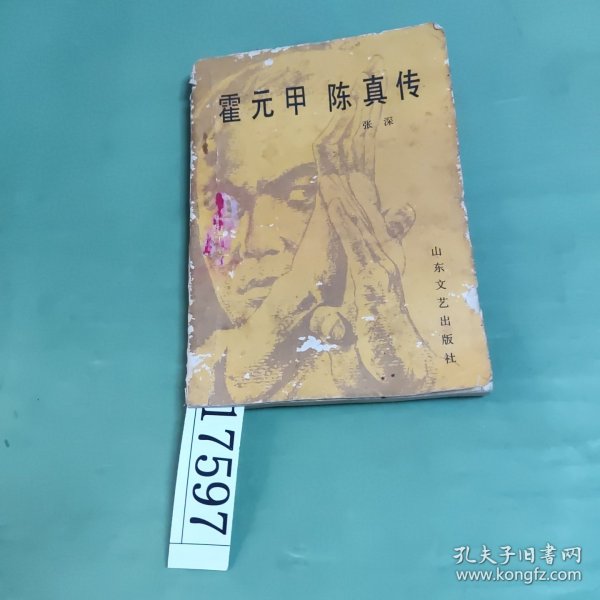 霍元甲 陈真传
张深
山东文艺出版社
17597
孔夫子旧书网
www.kongfz.com